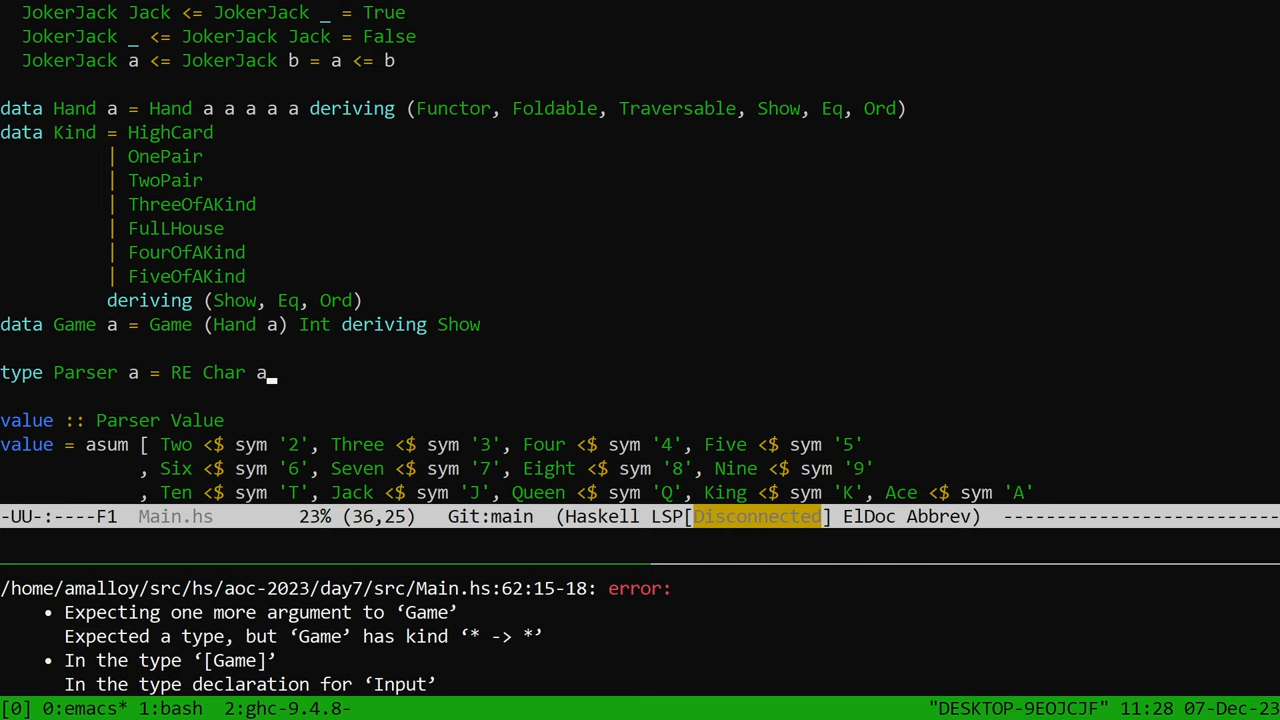 JokerJack Jack <= JokerJack _ = True
JokerJack _ <= JokerJack Jack = False
JokerJack a <= JokerJack b = a <= b
data Hand a = Hand a a a a a deriving (Functor, Foldable, Traversable, Show, Eq, Ord)
data Kind = HighCard
| OnePair
| TwoPair
| ThreeOfAKind
| FulLHouse
| FourOfAKind
| FiveOfAKind
deriving (Show, Eq, Ord)
data Game a = Game (Hand a) Int deriving Show
type Parser a = RE Char a
value :: Parser Value
value = asum [ Two <$ sym '2', Three <$ sym '3', Four <$ sym '4', Five <$ sym '5'
, Six <$ sym '6', Seven <$ sym '7', Eight <$ sym '8', Nine <$ sym '9'
, Ten <$ sym 'T', Jack <$ sym 'J', Queen <$ sym 'Q', King <$ sym 'K', Ace <$ sym 'A'
-UU-:----F1  Main.hs        23% (36,25)    Git:main  (Haskell LSP[Disconnected] ElDoc Abbrev) --------------------------
/home/amalloy/src/hs/aoc-2023/day7/src/Main.hs:62:15-18: error:
• Expecting one more argument to ‘Game’
Expected a type, but ‘Game’ has kind ‘* -> *’
• In the type ‘[Game]’
In the type declaration for ‘Input’
[0] 0:emacs* 1:bash  2:ghc-9.4.8- "DESKTOP-9EOJCJF" 11:28 07-Dec-23